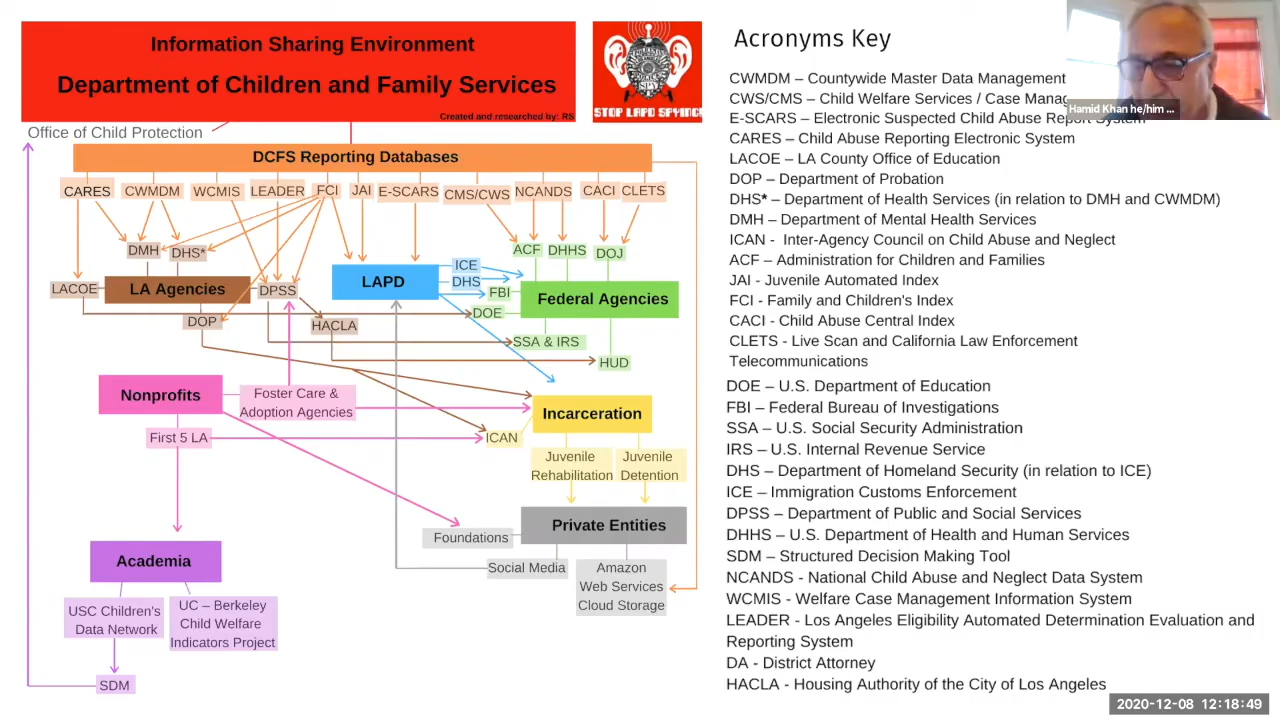 Information Sharing Environment
Department of Children and Family Services
Created and researched by: RS
STOP LAPD SPYING
Office of Child Protection
DCFS Reporting Databases
CARES
CWMDM
WCMIS
LEADER
FCI
JAI
E-SCARS
CMS/CWS
NCANDS
CACI
CLETS
DMH
DHS*
ACF
DHHS
DOJ
LACOE
LA Agencies
DPSS
LAPD
ICE
DHS
FBI
Federal Agencies
DOP
HACLA
DOE
SSA & IRS
HUD
Nonprofits
Foster Care &
Adoption Agencies
Incarceration
First 5 LA
ICAN
Juvenile
Rehabilitation
Juvenile
Detention
Private Entities
Foundations
Social Media
Amazon
Web Services
Cloud Storage
Academia
USC Children's
Data Network
UC – Berkeley
Child Welfare
Indicators Project
SDM
Acronyms Key
CWMDM – Countywide Master Data Management
CWS/CMS – Child Welfare Services / Case
E-SCARS – Electronic Suspected Child Abuse Report System
CARES – Child Abuse Reporting Electronic System
LACOE – LA County Office of Education
DOP – Department of Probation
DHS* – Department of Health Services (in relation to DMH and CWMDM)
DMH – Department of Mental Health Services
ICAN - Inter-Agency Council on Child Abuse and Neglect
ACF – Administration for Children and Families
JAI - Juvenile Automated Index
FCI - Family and Children's Index
CACI - Child Abuse Central Index
CLETS - Live Scan and California Law Enforcement
Telecommunications
DOE – U.S. Department of Education
FBI – Federal Bureau of Investigations
SSA – U.S. Social Security Administration
IRS – U.S. Internal Revenue Service
DHS – Department of Homeland Security (in relation to ICE)
ICE – Immigration Customs Enforcement
DPSS – Department of Public and Social Services
DHHS – U.S. Department of Health and Human Services
SDM – Structured Decision Making Tool
NCANDS - National Child Abuse and Neglect Data System
WCMIS - Welfare Case Management Information System
LEADER - Los Angeles Eligibility Automated Determination Evaluation and
Reporting System
DA - District Attorney
HACLA - Housing Authority of the City of Los Angeles
Hamid Khan he/him ...
2020-12-08 12:18:49